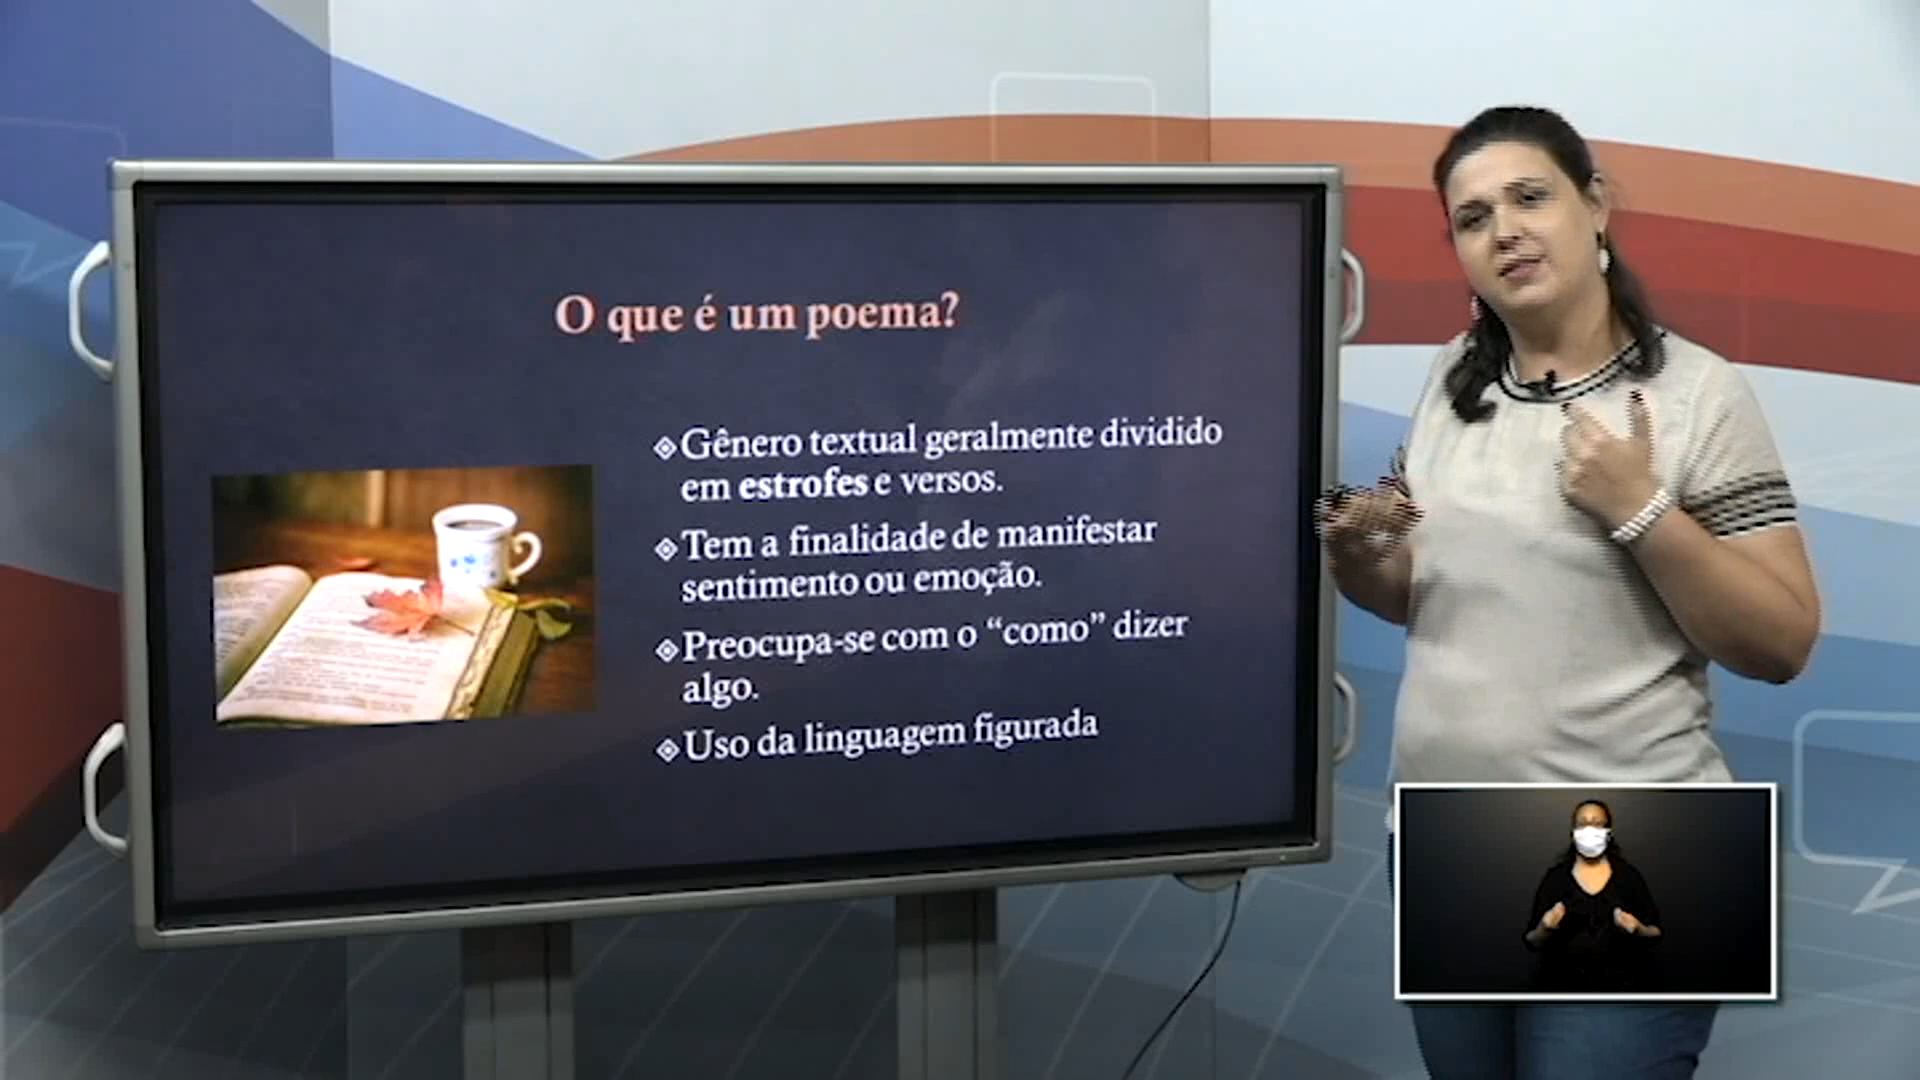 O que é um poema?
Gênero textual geralmente dividido
em estrofes e versos.
Tem a finalidade de manifestar
sentimento ou emoção.
Preocupa-se com o “como” dizer
algo.
Uso da linguagem figurada